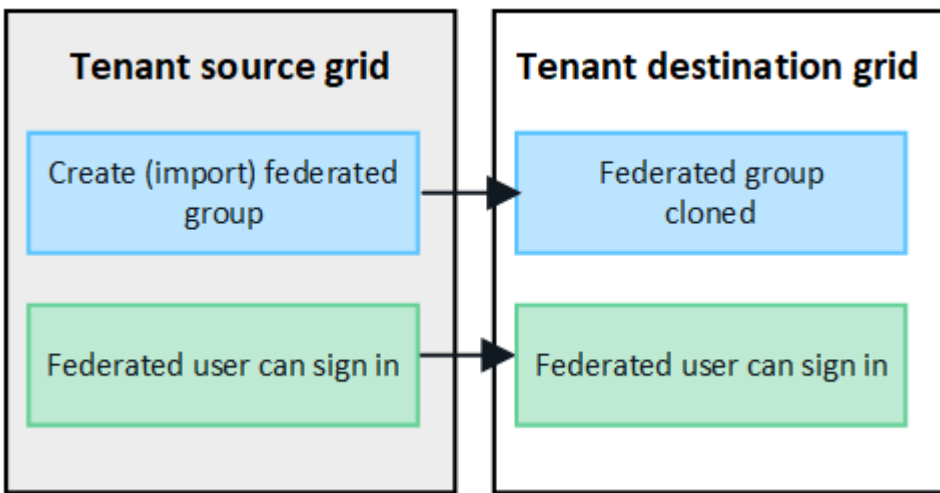 Tenant source grid
Create (import) federated
group
Federated user can sign in
Tenant destination grid
Federated group
cloned
Federated user can sign in